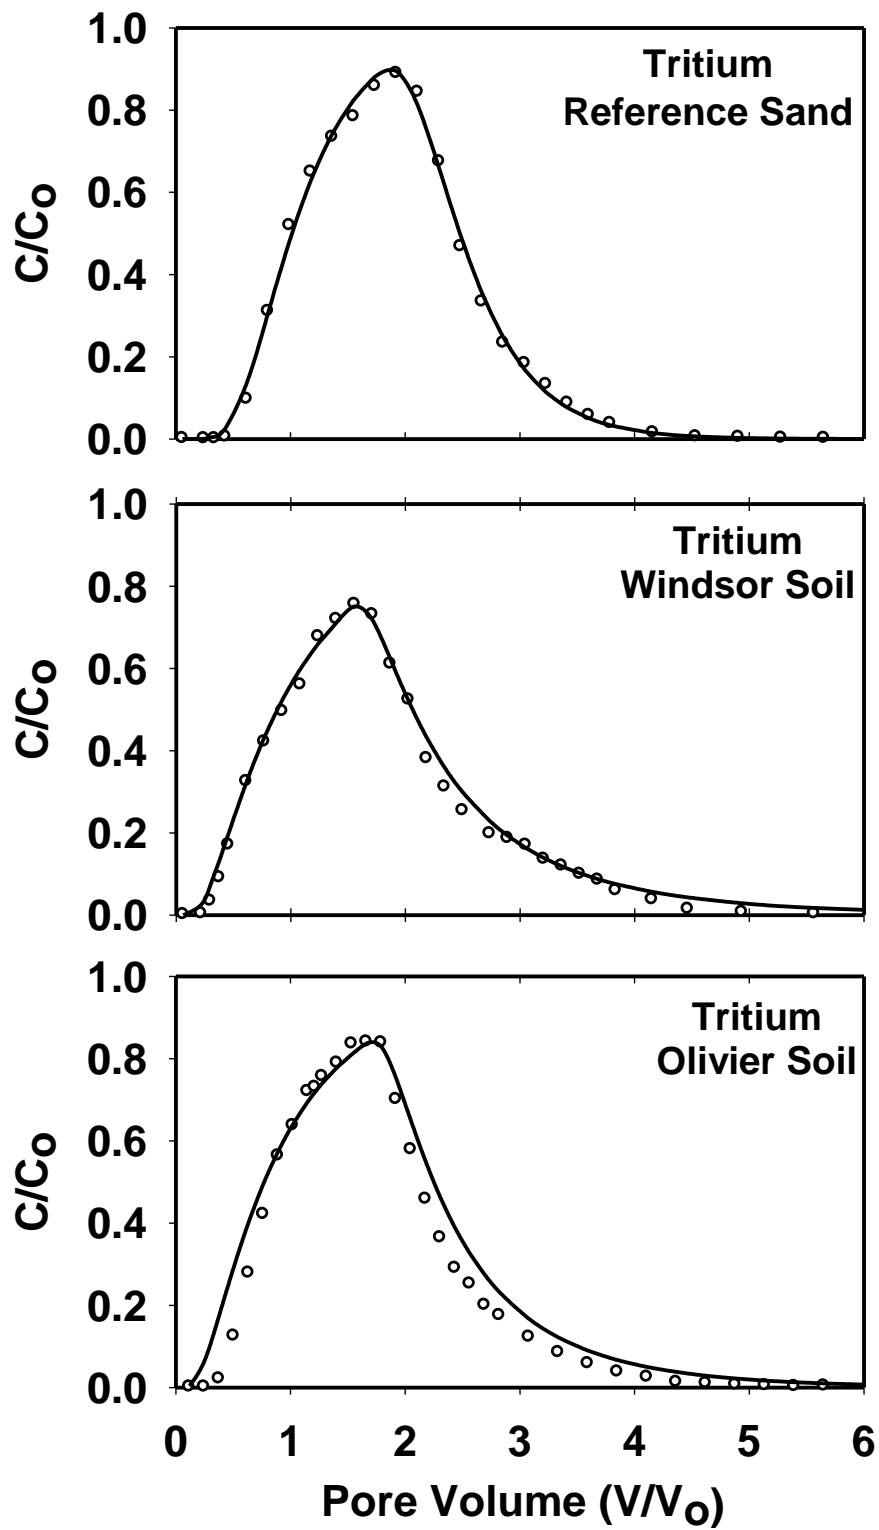 1.0
0.8
0.6
0.4
0.2
0.0
C/Co
Tritium
Reference Sand
1.0
0.8
0.6
0.4
0.2
0.0
C/Co
Tritium
Windsor Soil
1.0
0.8
0.6
0.4
0.2
0.0
C/Co
Tritium
Olivier Soil
0 1 2 3 4 5 6
Pore Volume (V/Vo)